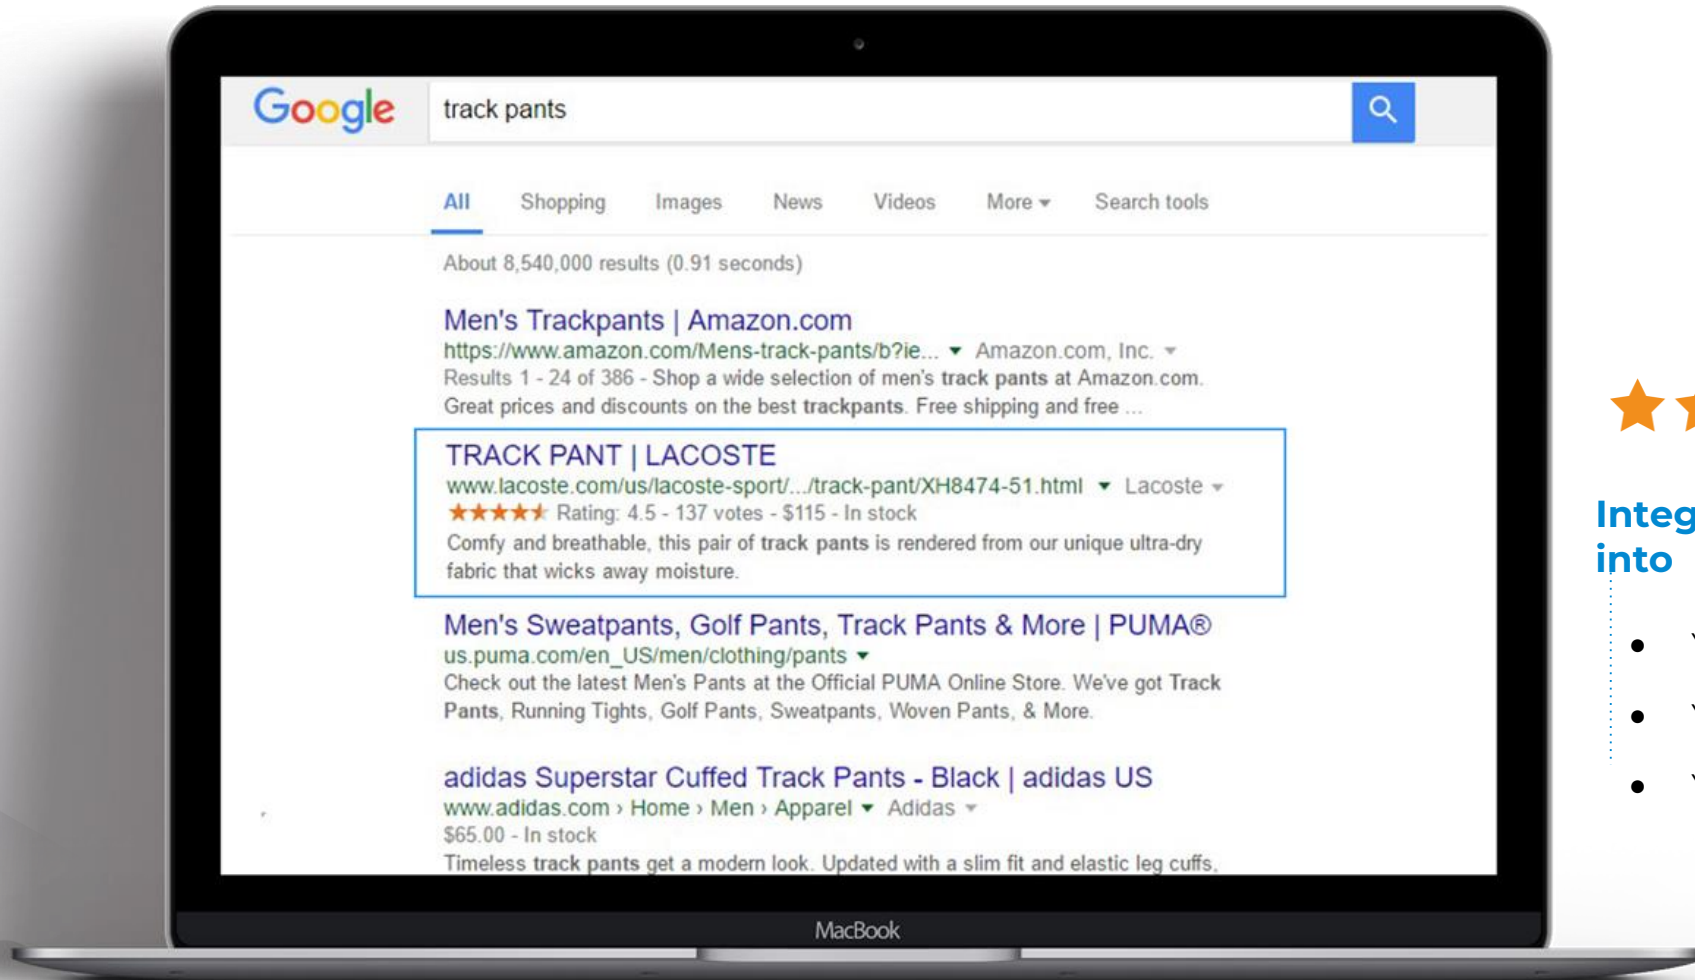 Google
track pants
All Shopping Images News Videos More Search tools
About 8,540,000 results (0.91 seconds)
Men's Trackpants | Amazon.com
https://www.amazon.com/Mens-track-pants/b?ie... Amazon.com, Inc.
Results 1 - 24 of 386 - Shop a wide selection of men's track pants at Amazon.com.
Great prices and discounts on the best trackpants. Free shipping and free ...
TRACK PANT | LACOSTE
www.lacoste.com/us/lacoste-sport/.../track-pant/XH8474-51.html Lacoste
Rating: 4.5 - 137 votes - $115 - In stock
Comfy and breathable, this pair of track pants is rendered from our unique ultra-dry
fabric that wicks away moisture.
Men's Sweatpants, Golf Pants, Track Pants & More | PUMA®
us.puma.com/en_US/men/clothing/pants
Check out the latest Men's Pants at the Official PUMA Online Store. We've got Track
Pants, Running Tights, Golf Pants, Sweatpants, Woven Pants, & More.
adidas Superstar Cuffed Track Pants - Black | adidas US
www.adidas.com › Home › Men › Apparel Adidas
$65.00 - In stock
Timeless track pants get a modern look. Updated with a slim fit and elastic leg cuffs,
MacBook
Integ
into